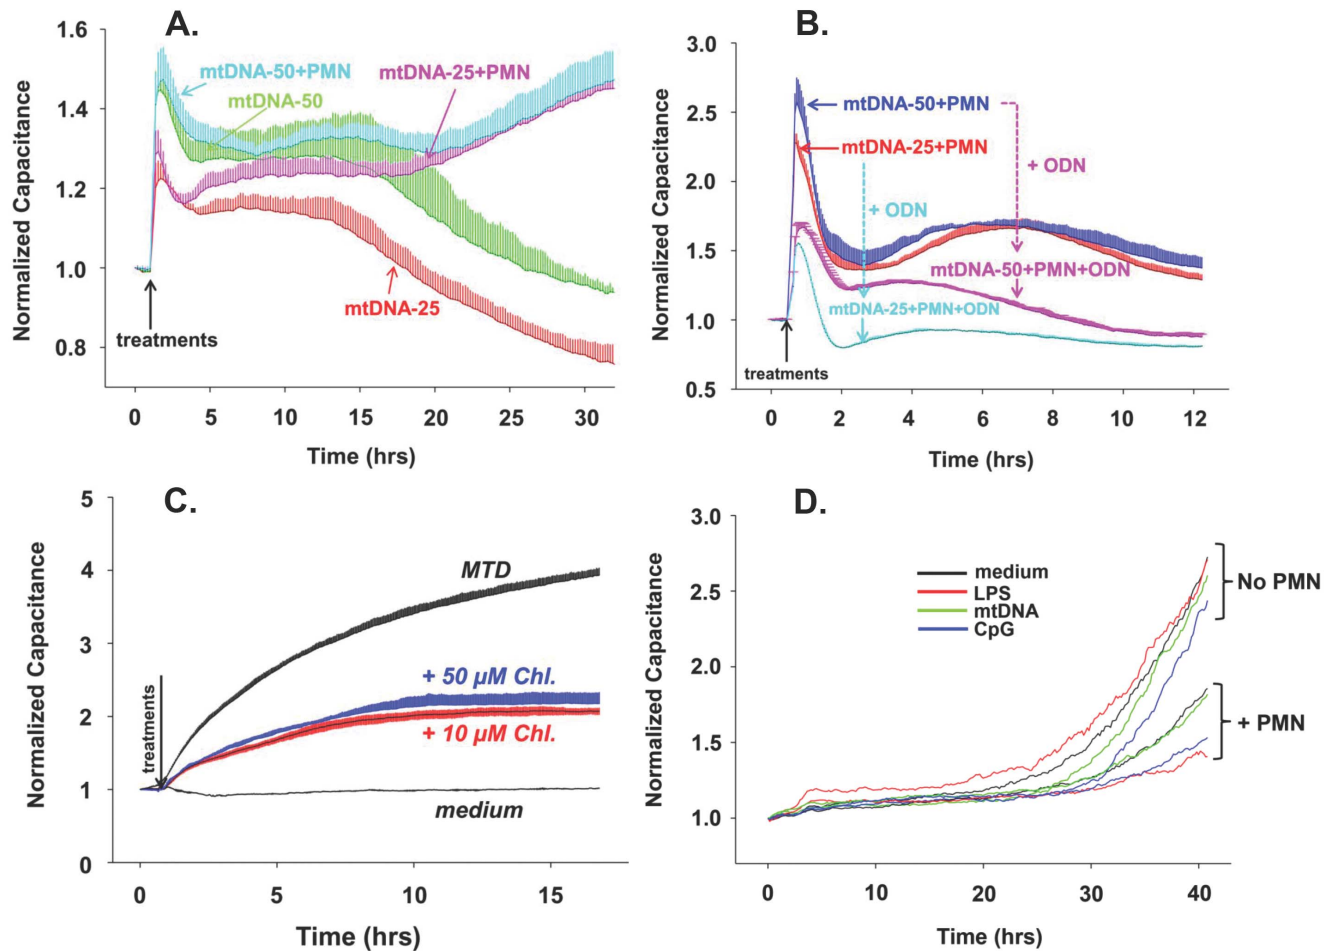 A.
1.6
1.4
1.2
1.0
0.8
Normalized Capacitance
mtDNA-50+PMN
mtDNA-50
mtDNA-25+PMN
mtDNA-25
treatments
0 5 10 15 20 25 30
Time (hrs)
B.
3.0
2.5
2.0
1.5
1.0
0.5
Normalized Capacitance
mtDNA-50+PMN
mtDNA-25+PMN
+ ODN
+ ODN
mtDNA-50+PMN+ODN
mtDNA-25+PMN+ODN
treatments
0 2 4 6 8 10 12
Time (hrs)
C.
5
4
3
2
1
0
Normalized Capacitance
treatments
MTD
+ 50 µM Chl.
+ 10 µM Chl.
medium
0 5 10 15
Time (hrs)
D.
3.0
2.5
2.0
1.5
1.0
Normalized Capacitance
medium
LPS
mtDNA
CpG
No PMN
+ PMN
0 10 20 30 40
Time (hrs)